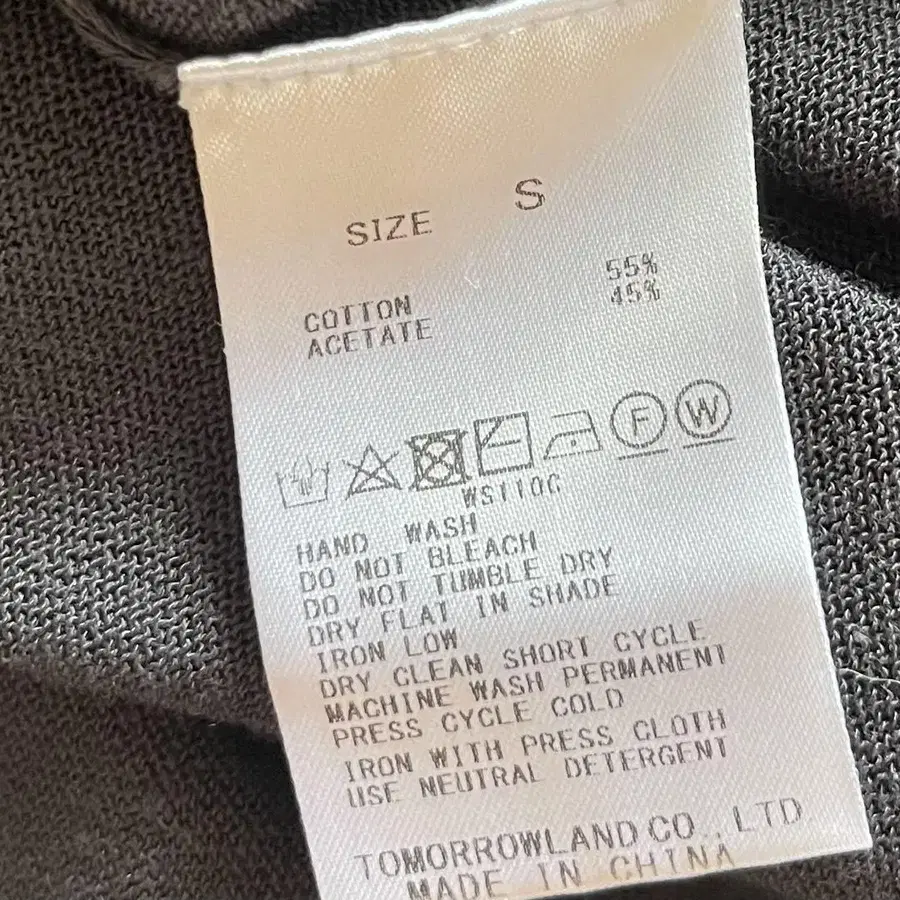 SIZE S
COTTON 55%
ACETATE 45%
F W
WS110C
HAND WASH
DO NOT BLEACH
DO NOT TUMBLE DRY
DRY FLAT IN SHADE
IRON LOW
DRY CLEAN SHORT CYCLE
MACHINE WASH PERMANENT
PRESS CYCLE COLD
IRON WITH PRESS CLOTH
USE NEUTRAL DETERGENT
TOMORROWLAND CO., LTD
MADE IN CHINA